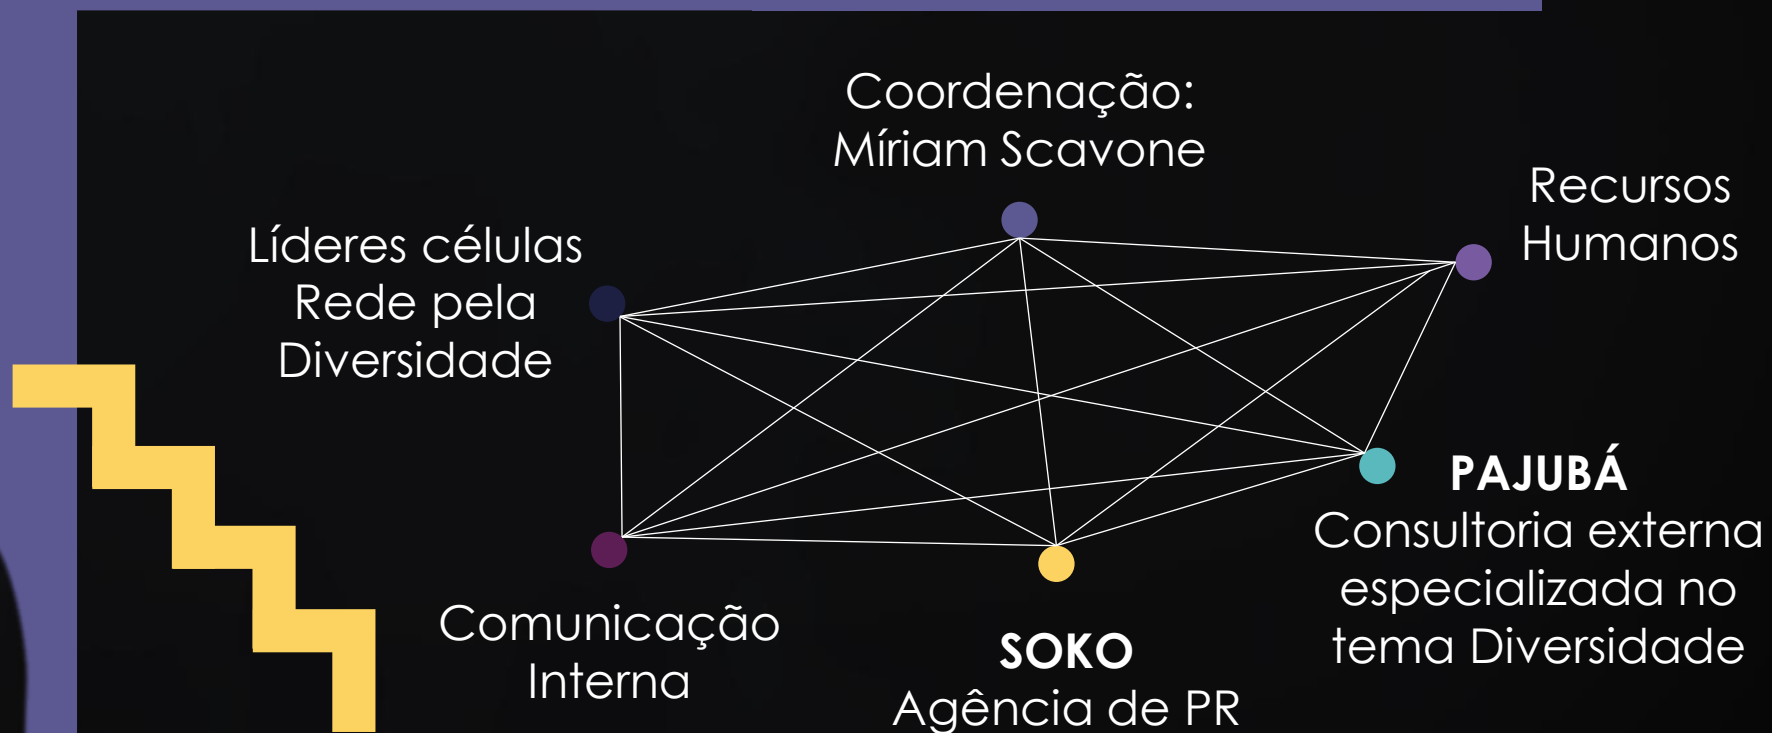 Coordenação:
Míriam Scavone
Recursos
Humanos
Líderes células
Rede pela
Diversidade
PAJUBÁ
Consultoria externa
especializada no
tema Diversidade
Comunicação
Interna
SOKO
Agência de PR